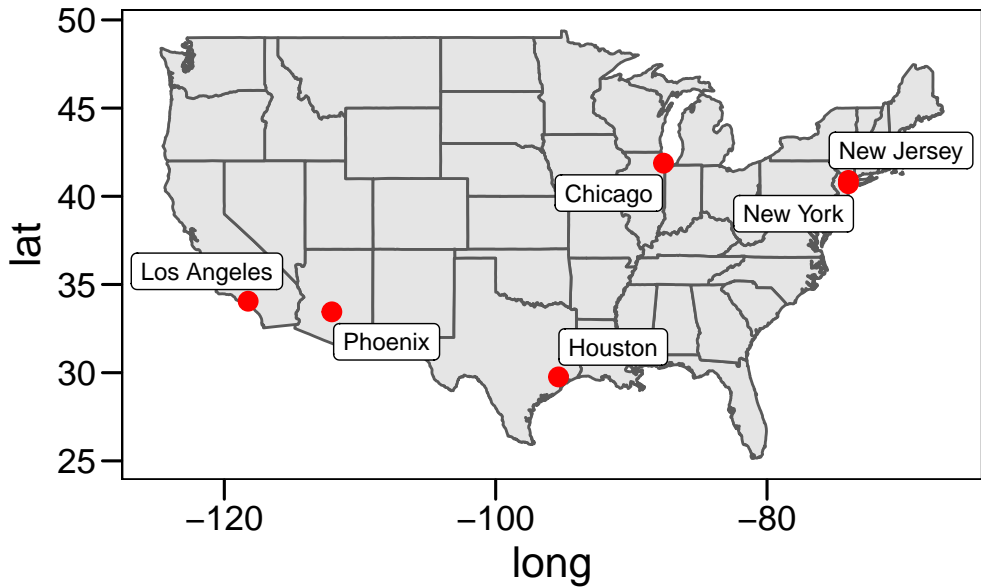 50
45
40
35
30
25
lat
New Jersey
Chicago
New York
Los Angeles
Phoenix
Houston
−120
−100
−80
long